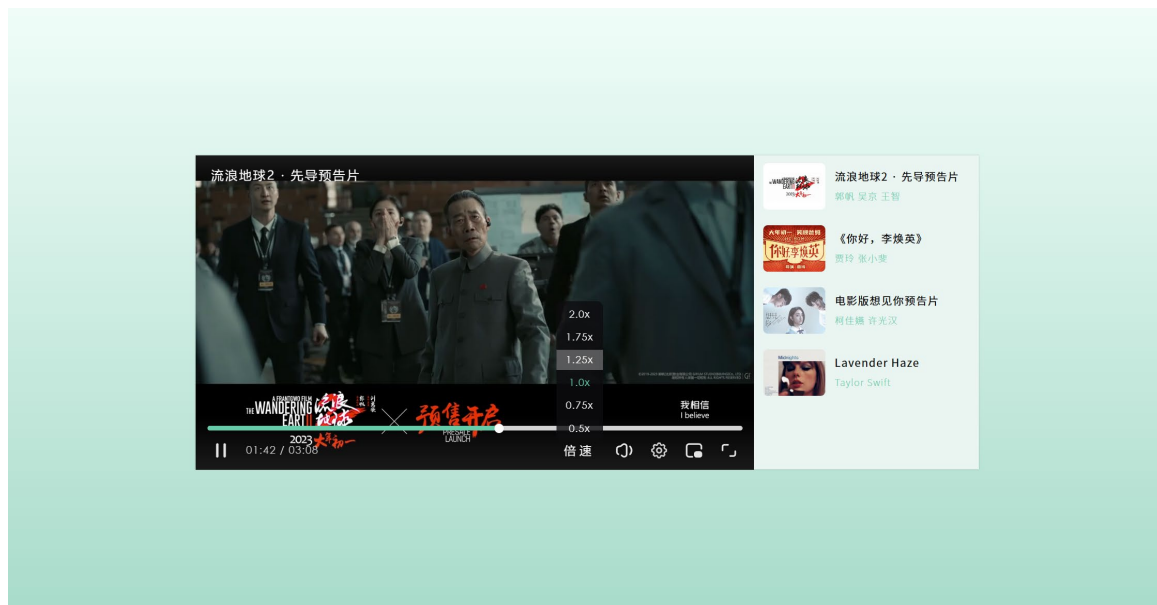 流浪地球2 · 先导预告片
2.0x
1.75x
1.25x
1.0x
0.75x
0.5x
A FRANT GWO FILM
THE WANDERING
EARTH II
流浪
地球
2023
大年初一
预售开启
PRESALE
LAUNCH
我相信
I believe
01:42 / 03:08
倍速
流浪地球2 · 先导预告片
郭帆 吴京 王智
大年初一
你好李焕英
《你好，李焕英》
贾玲 张小斐
电影版想见你预告片
柯佳嬿 许光汉
Midnights
Lavender Haze
Taylor Swift